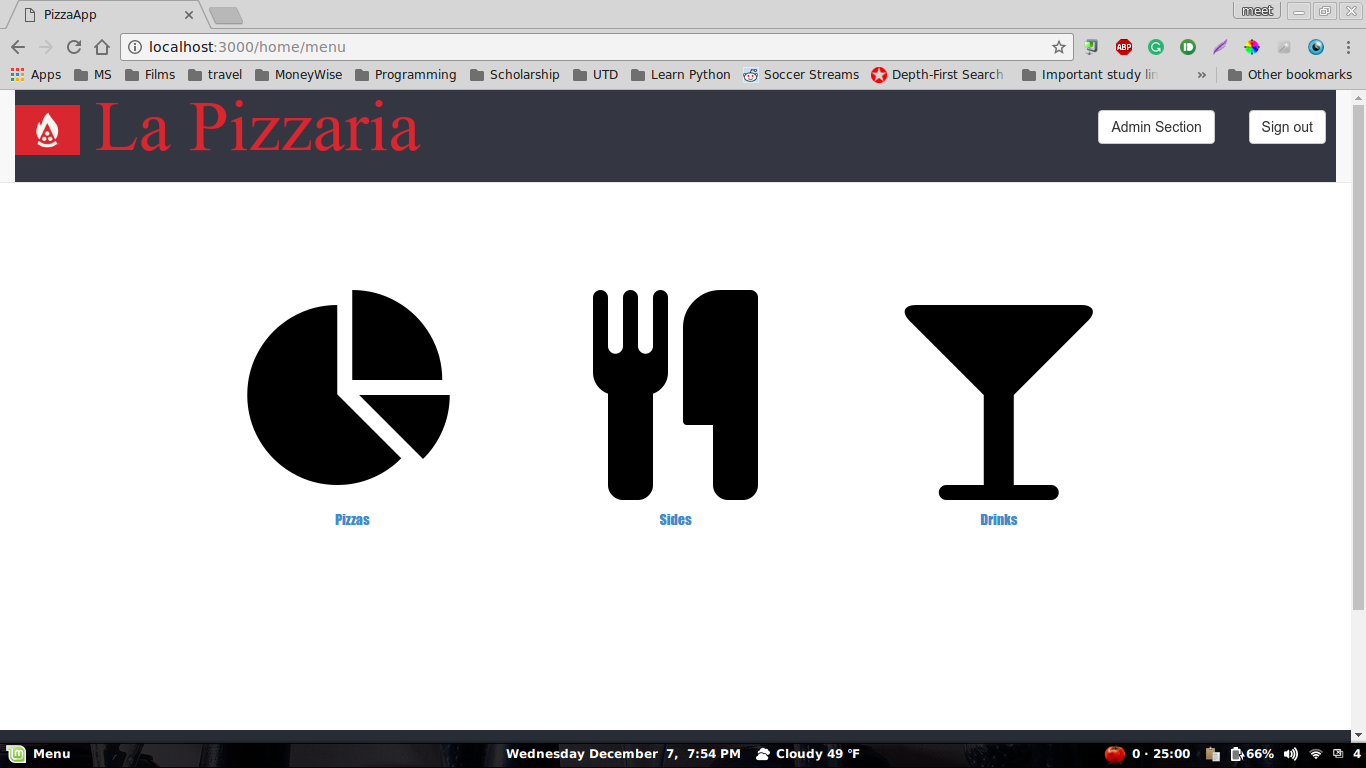 PizzaApp
meet
localhost:3000/home/menu
ABP
Apps MS Films travel MoneyWise Programming Scholarship UTD Learn Python Soccer Streams Depth-First Search Important study lin » Other bookmarks
La Pizzaria
Admin Section
Sign out
Pizzas
Sides
Drinks
Menu
Wednesday December 7, 7:54 PM
Cloudy 49 °F
0 · 25:00
66%
4